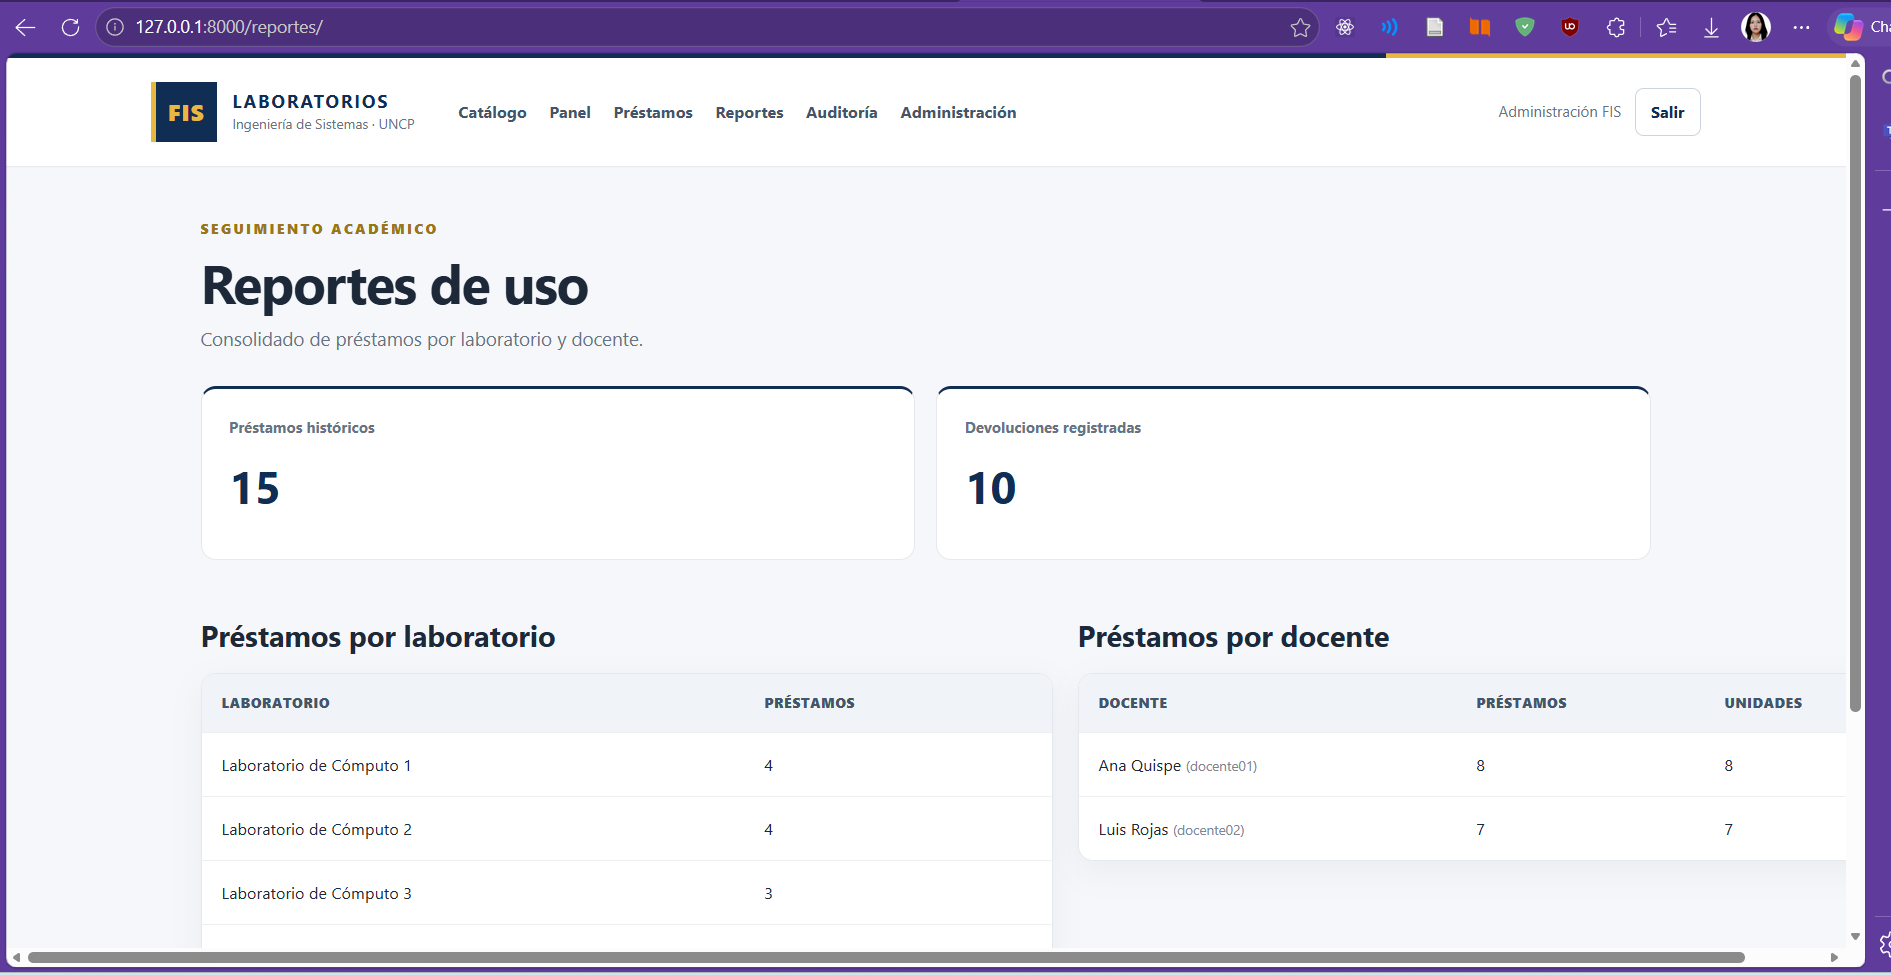 127.0.0.1:8000/reportes/
Cha
FIS
LABORATORIOS
Ingeniería de Sistemas · UNCP
Catálogo Panel Préstamos Reportes Auditoría Administración
Administración FIS
Salir
SEGUIMIENTO ACADÉMICO
Reportes de uso
Consolidado de préstamos por laboratorio y docente.
Préstamos históricos
15
Devoluciones registradas
10
Préstamos por laboratorio
LABORATORIO PRÉSTAMOS
Laboratorio de Cómputo 1 4
Laboratorio de Cómputo 2 4
Laboratorio de Cómputo 3 3
Préstamos por docente
DOCENTE PRÉSTAMOS UNIDADES
Ana Quispe (docente01) 8 8
Luis Rojas (docente02) 7 7